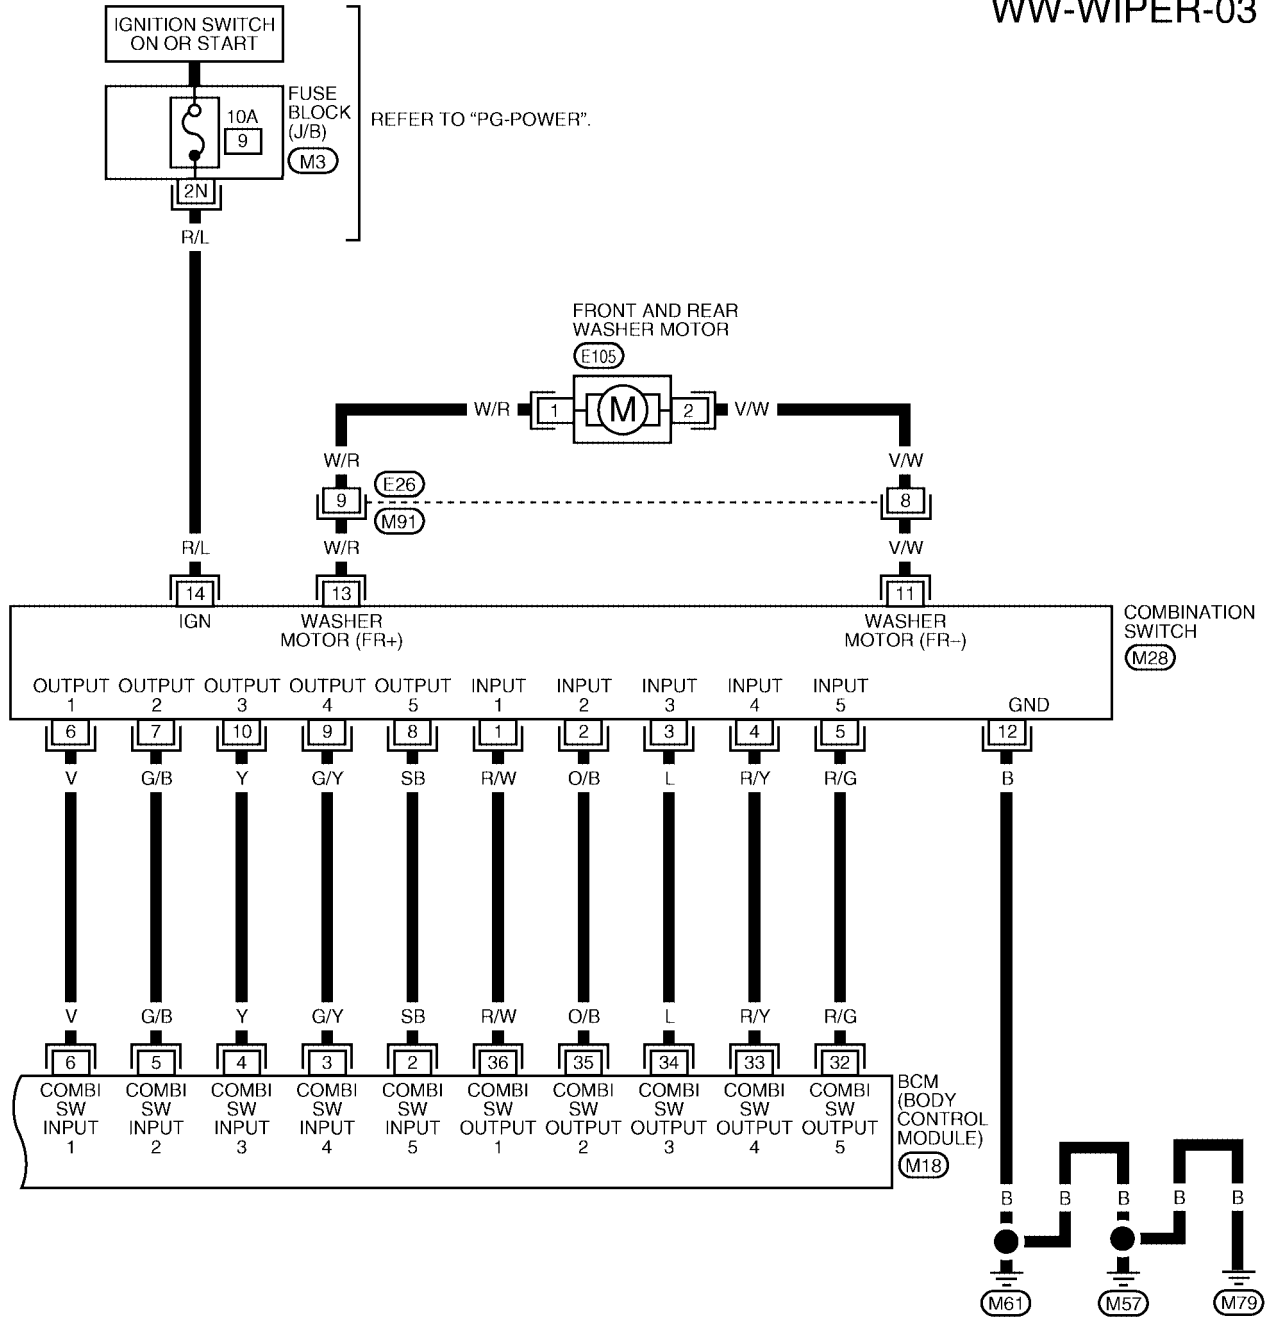 WW-WIPER-03
IGNITION SWITCH
ON OR START
FUSE
BLOCK
(J/B)
M3
10A
9
REFER TO “PG-POWER”.
2N
R/L
FRONT AND REAR
WASHER MOTOR
E105
W/R 1 M 2 V/W
W/R V/W
9 E26 8
M91
R/L W/R V/W
14 13 11
IGN WASHER WASHER
MOTOR (FR+) MOTOR (FR–)
COMBINATION
SWITCH
M28
OUTPUT OUTPUT OUTPUT OUTPUT OUTPUT INPUT INPUT INPUT INPUT INPUT
1 2 3 4 5 1 2 3 4 5 GND
6 7 10 9 8 1 2 3 4 5 12
V G/B Y G/Y SB R/W O/B L R/Y R/G B
V G/B Y G/Y SB R/W O/B L R/Y R/G
6 5 4 3 2 36 35 34 33 32
COMBI COMBI COMBI COMBI COMBI COMBI COMBI COMBI COMBI COMBI
SW SW SW SW SW SW SW SW SW SW
INPUT INPUT INPUT INPUT INPUT OUTPUT OUTPUT OUTPUT OUTPUT OUTPUT
1 2 3 4 5 1 2 3 4 5
BCM
(BODY
CONTROL
MODULE)
M18
B B B B B
M61 M57 M79